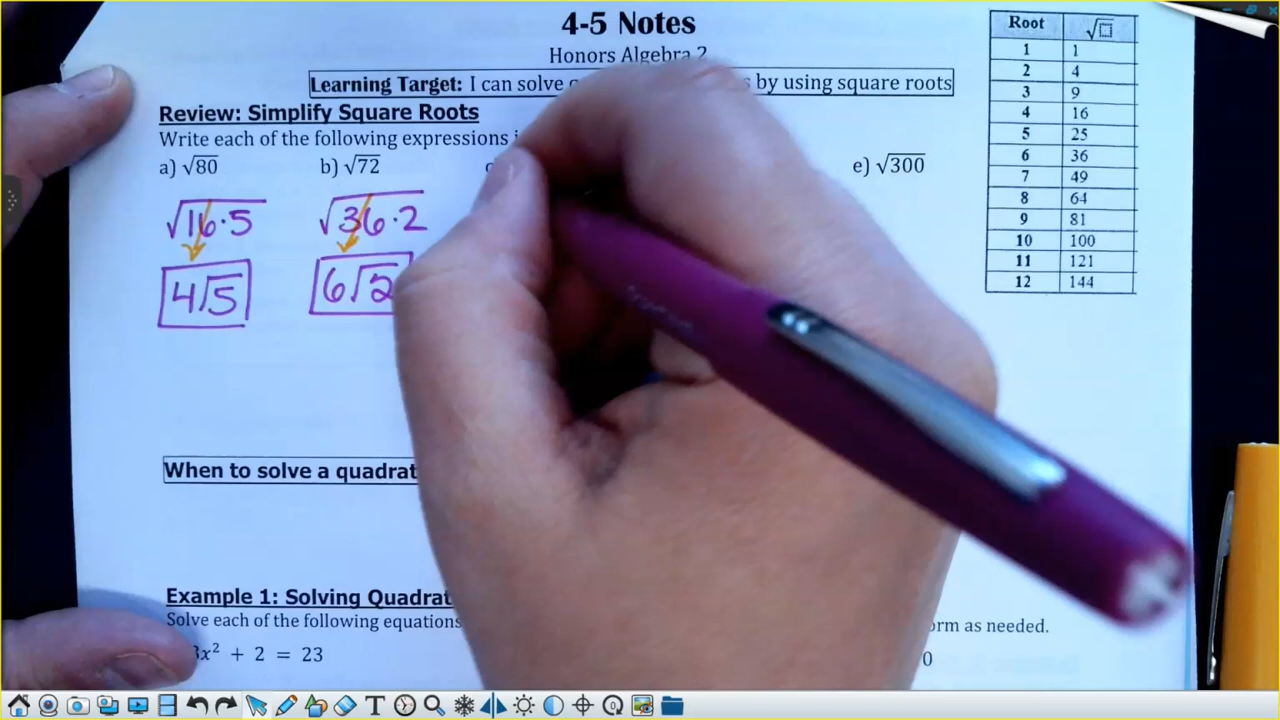 4-5 Notes
Honors Algebra 2
Learning Target: I can solve by using square roots
Review: Simplify Square Roots
Write each of the following expressions
a) √80 b) √72 e) √300
√16·5 √36·2
4√5 6√2
When to solve a
Example 1: Solving
Solve each of the following equations as needed.
x² + 2 = 23
Root √□
1 1
2 4
3 9
4 16
5 25
6 36
7 49
8 64
9 81
10 100
11 121
12 144